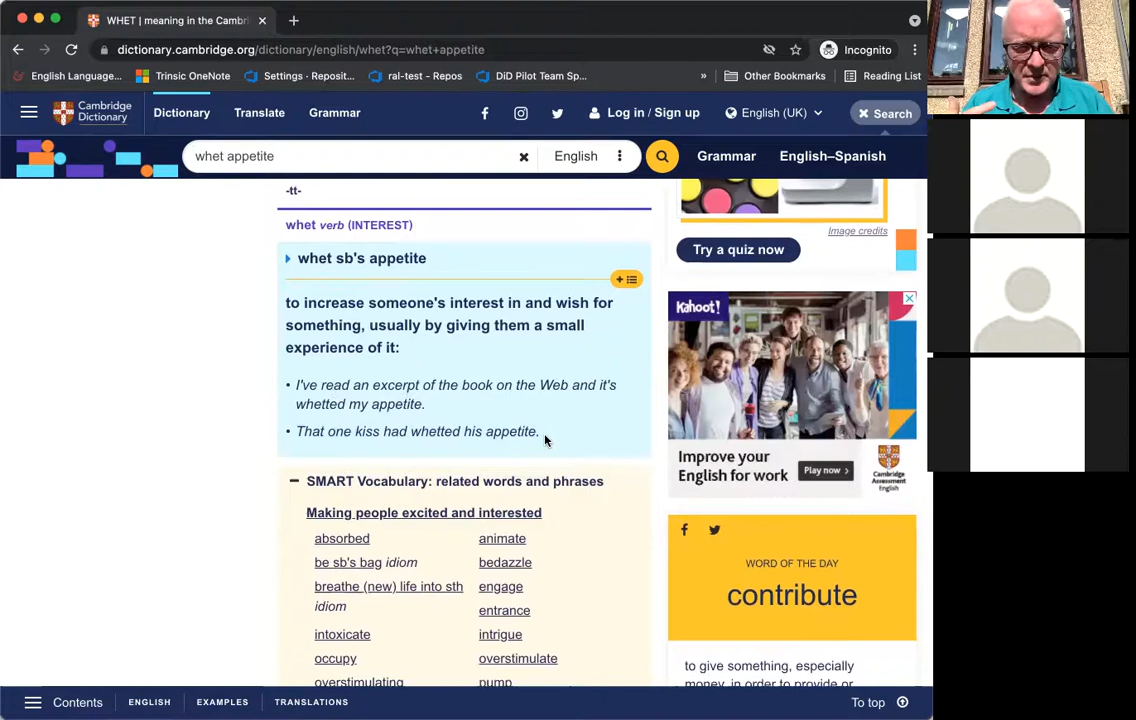 WHET | meaning in the Cambri
dictionary.cambridge.org/dictionary/english/whet?q=whet+appetite
Incognito
English Language...
Trinsic OneNote
Settings · Reposit...
ral-test - Repos
DiD Pilot Team Sp...
»
Other Bookmarks
Reading List
Cambridge
Dictionary
Dictionary
Translate
Grammar
Log in / Sign up
English (UK)
Search
whet appetite
English
Grammar
English–Spanish
-tt-
whet verb (INTEREST)
whet sb's appetite
to increase someone's interest in and wish for
something, usually by giving them a small
experience of it:
• I've read an excerpt of the book on the Web and it's
whetted my appetite.
• That one kiss had whetted his appetite.
SMART Vocabulary: related words and phrases
Making people excited and interested
absorbed
animate
be sb's bag idiom
bedazzle
breathe (new) life into sth
idiom
engage
entrance
intoxicate
intrigue
occupy
overstimulate
overstimulating
pump
Image credits
Try a quiz now
Kahoot!
Improve your
English for work
Play now
Cambridge
Assessment
English
WORD OF THE DAY
contribute
to give something, especially
money, in order to provide or
Contents
ENGLISH
EXAMPLES
TRANSLATIONS
To top